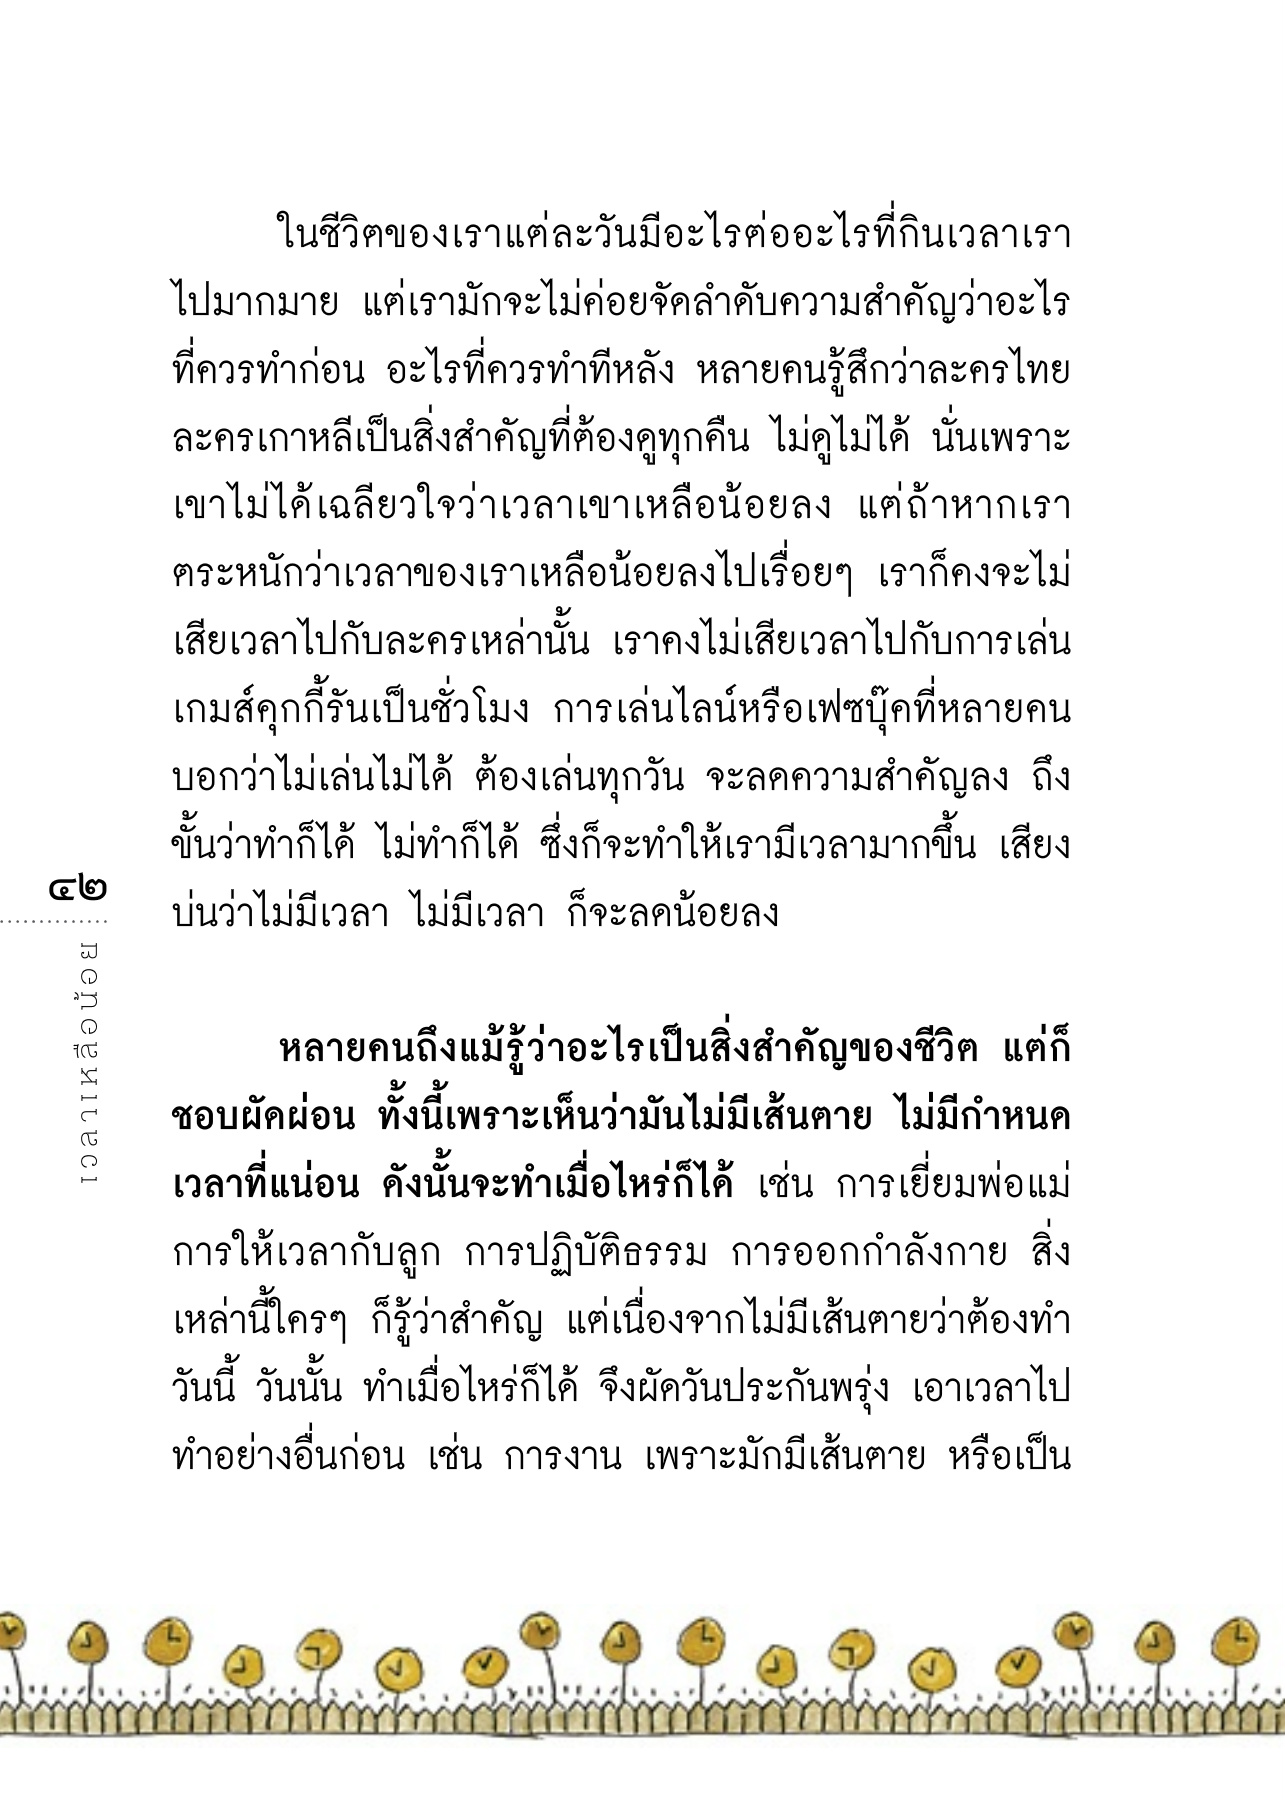 ในชีวิตของเราแต่ละวันมีอะไรต่ออะไรที่กินเวลาเรา
ไปมากมาย แต่เรามักจะไม่ค่อยจัดลำดับความสำคัญว่าอะไร
ที่ควรทำก่อน อะไรที่ควรทำทีหลัง หลายคนรู้สึกว่าละครไทย
ละครเกาหลีเป็นสิ่งสำคัญที่ต้องดูทุกคืน ไม่ดูไม่ได้ นั่นเพราะ
เขาไม่ได้เฉลียวใจว่าเวลาเขาเหลือน้อยลง แต่ถ้าหากเรา
ตระหนักว่าเวลาของเราเหลือน้อยลงไปเรื่อยๆ เราก็คงจะไม่
เสียเวลาไปกับละครเหล่านั้น เราคงไม่เสียเวลาไปกับการเล่น
เกมส์คุกกี้รันเป็นชั่วโมง การเล่นไลน์หรือเฟซบุ๊คที่หลายคน
บอกว่าไม่เล่นไม่ได้ ต้องเล่นทุกวัน จะลดความสำคัญลง ถึง
ขั้นว่าทำก็ได้ ไม่ทำก็ได้ ซึ่งก็จะทำให้เรามีเวลามากขึ้น เสียง
บ่นว่าไม่มีเวลา ไม่มีเวลา ก็จะลดน้อยลง
๔๒
เวลาเหลือน้อย
หลายคนถึงแม้รู้ว่าอะไรเป็นสิ่งสำคัญของชีวิต แต่ก็
ชอบผัดผ่อน ทั้งนี้เพราะเห็นว่ามันไม่มีเส้นตาย ไม่มีกำหนด
เวลาที่แน่นอน ดังนั้นจะทำเมื่อไหร่ก็ได้ เช่น การเยี่ยมพ่อแม่
การให้เวลากับลูก การปฏิบัติธรรม การออกกำลังกาย สิ่ง
เหล่านี้ใครๆ ก็รู้ว่าสำคัญ แต่เนื่องจากไม่มีเส้นตายว่าต้องทำ
วันนี้ วันนั้น ทำเมื่อไหร่ก็ได้ จึงผัดวันประกันพรุ่ง เอาเวลาไป
ทำอย่างอื่นก่อน เช่น การงาน เพราะมักมีเส้นตาย หรือเป็น